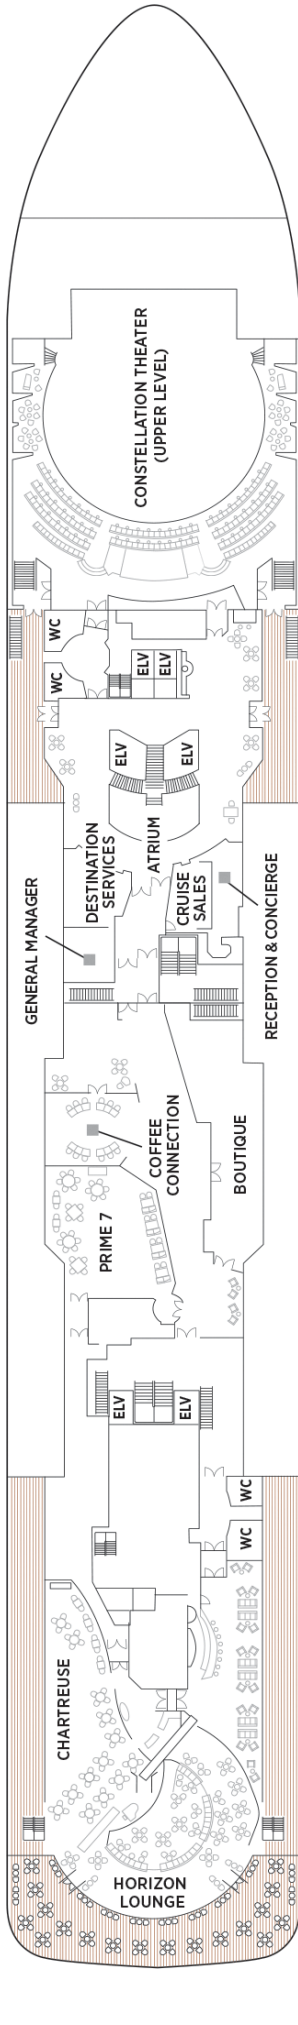 CONSTELLATION THEATER
(UPPER LEVEL)
WC
WC
ELV
ELV
ELV
ELV
ATRIUM
DESTINATION
SERVICES
CRUISE
SALES
GENERAL MANAGER
RECEPTION & CONCIERGE
COFFEE
CONNECTION
BOUTIQUE
PRIME 7
ELV
ELV
WC
WC
CHARTREUSE
HORIZON
LOUNGE